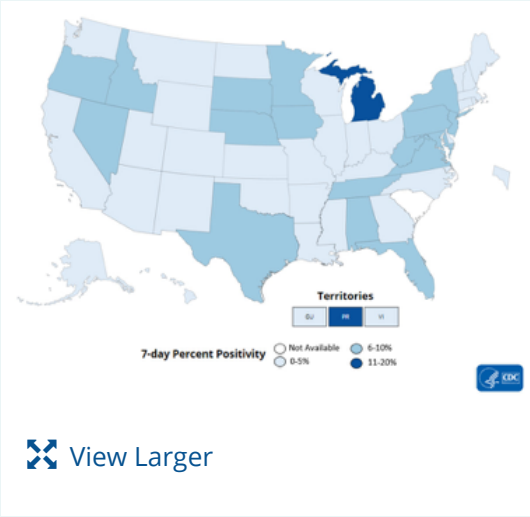 Territories
GU PR VI
7-day Percent Positivity
Not Available 6-10%
0-5% 11-20%
CDC
View Larger